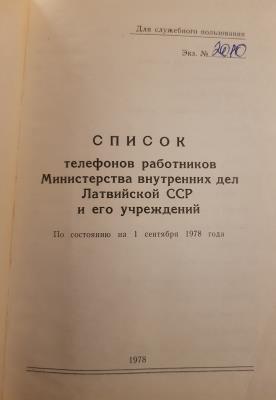 Для служебного пользования
Экз. №
СПИСОК
телефонов работников
Министерства внутренних дел
Латвийской ССР
и его учреждений
По состоянию на 1 сентября 1978 года
1978